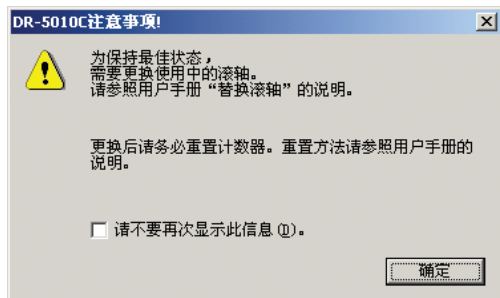 DR-5010C注意事项!
为保持最佳状态，
需要更换使用中的滚轴。
请参照用户手册“替换滚轴”的说明。
更换后请务必重置计数器。重置方法请参照用户手册的
说明。
请不要再次显示此信息(D)。
确定